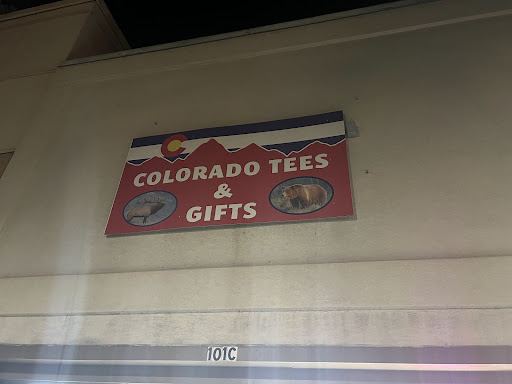 COLORADO TEES
&
GIFTS
101C